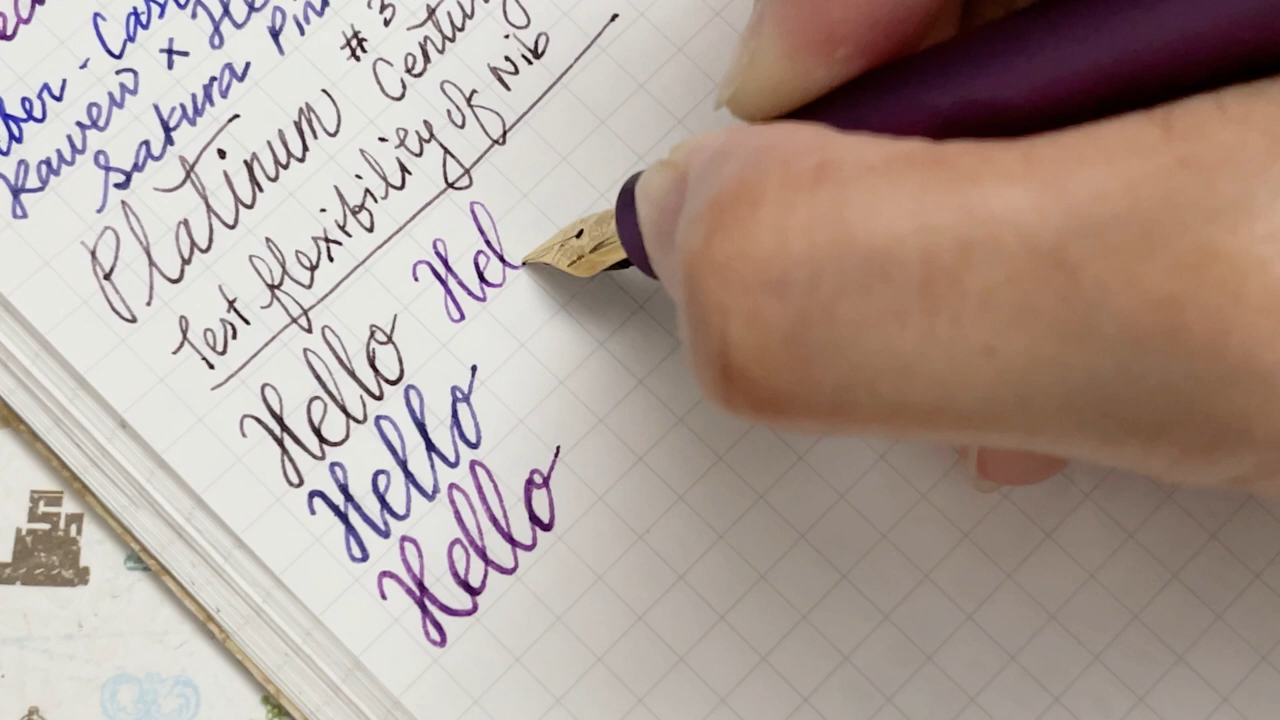 Kaweco x
Sakura Pin
Platinum #3
Century
Test flexibility of Nib
Hello Hel
Hello
Hello